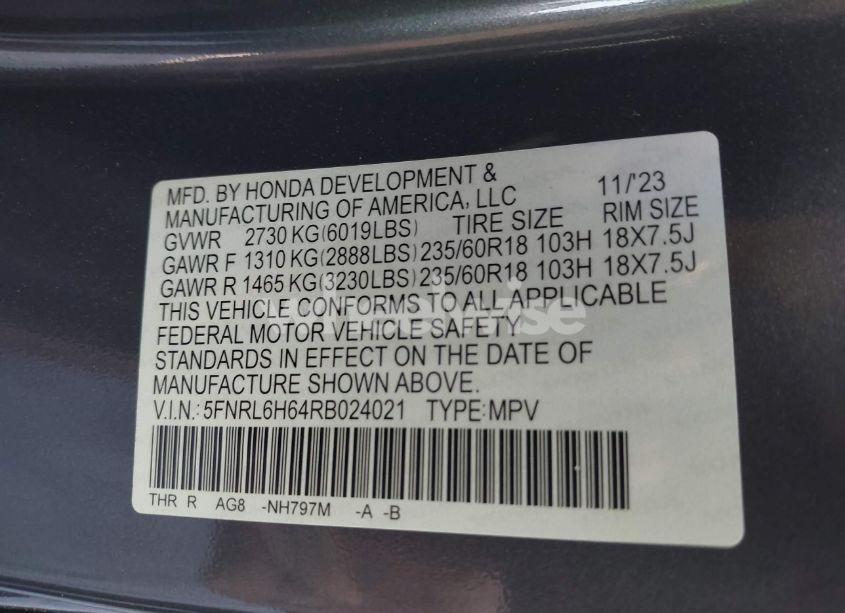 MFD. BY HONDA DEVELOPMENT & 11/'23
MANUFACTURING OF AMERICA, LLC
GVWR 2730 KG(6019LBS) TIRE SIZE RIM SIZE
GAWR F 1310 KG(2888LBS) 235/60R18 103H 18X7.5J
GAWR R 1465 KG(3230LBS) 235/60R18 103H 18X7.5J
THIS VEHICLE CONFORMS TO ALL APPLICABLE
FEDERAL MOTOR VEHICLE SAFETY
STANDARDS IN EFFECT ON THE DATE OF
MANUFACTURE SHOWN ABOVE.
V.I.N.: 5FNRL6H64RB024021 TYPE:MPV
THR R AG8 -NH797M -A -B